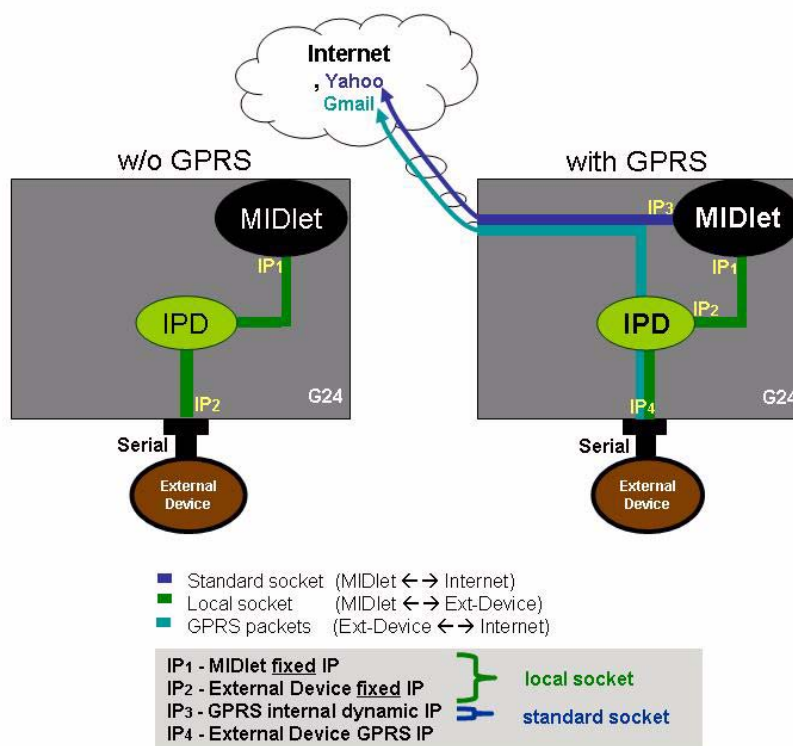 Internet
, Yahoo
Gmail
w/o GPRS
with GPRS
MIDlet
IP1
IPD
IP2
G24
Serial
External
Device
IP3
MIDlet
IP1
IP2
IPD
IP4
G24
Serial
External
Device
Standard socket (MIDlet ←→ Internet)
Local socket (MIDlet ←→ Ext-Device)
GPRS packets (Ext-Device ←→ Internet)
IP1 - MIDlet fixed IP
IP2 - External Device fixed IP
local socket
IP3 - GPRS internal dynamic IP
standard socket
IP4 - External Device GPRS IP